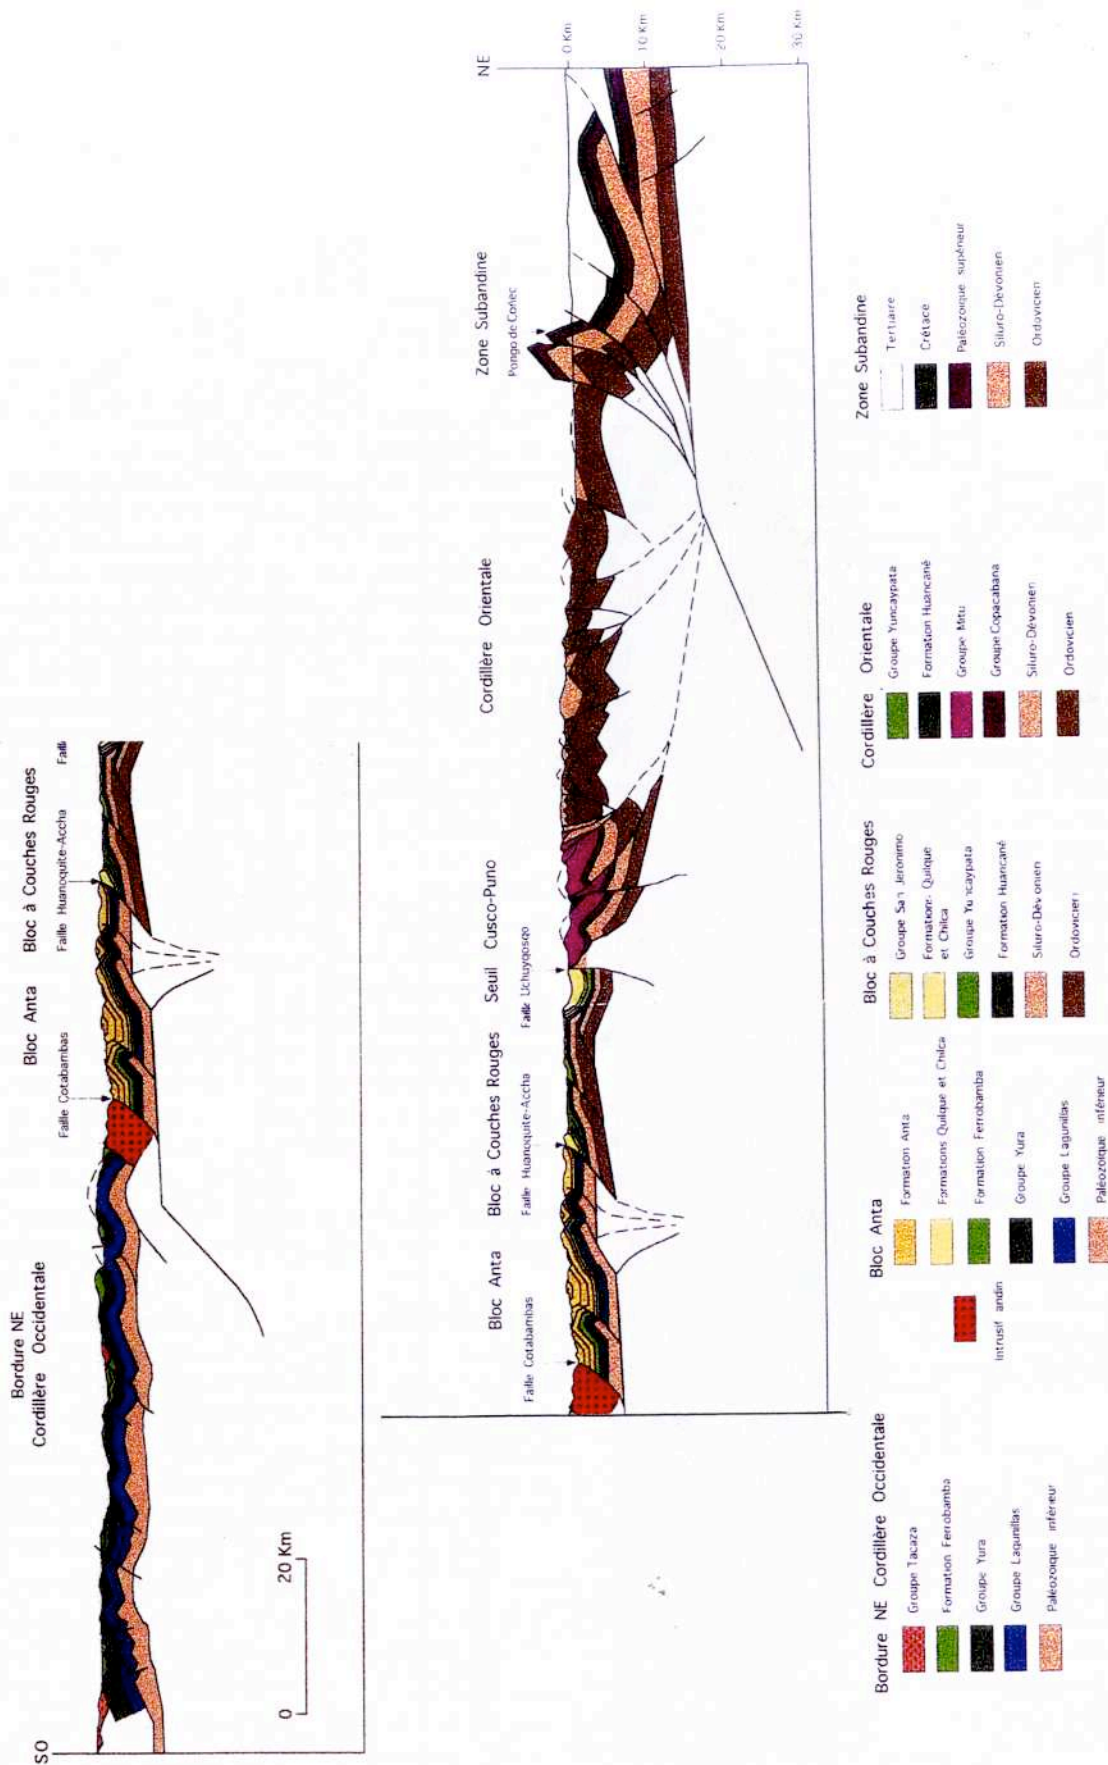 SO
Bordure NE
Cordillère Occidentale
Bloc Anta
Bloc à Couches Rouges
Faille Cotabambas
Faille Huanoquite-Accha
Faill
0
20 Km
Bloc Anta
Bloc à Couches Rouges
Seuil Cusco-Puno
Cordillère Orientale
Zone Subandine
NE
Faille Cotabambas
Faille Huanoquite-Accha
Faille Uchuyqosqo
Pongo de Coñec
0 Km
10 Km
20 Km
30 Km
Bordure NE Cordillère Occidentale
Groupe Tacaza
Formation Ferrobamba
Groupe Yura
Groupe Lagunillas
Paléozoique inférieur
Intrusif andin
Bloc Anta
Formation Anta
Formations Quilque et Chilca
Formation Ferrobamba
Groupe Yura
Groupe Lagunillas
Paléozoique inférieur
Bloc à Couches Rouges
Groupe San Jeronimo
Formations Quilque
et Chilca
Groupe Yuncaypata
Formation Huancané
Siluro-Dévonien
Ordovicien
Cordillère Orientale
Groupe Yuncaypata
Formation Huancané
Groupe Mitu
Groupe Copacabana
Siluro-Dévonien
Ordovicien
Zone Subandine
Tertiaire
Crétacé
Paléozoique supérieur
Siluro-Dévonien
Ordovicien